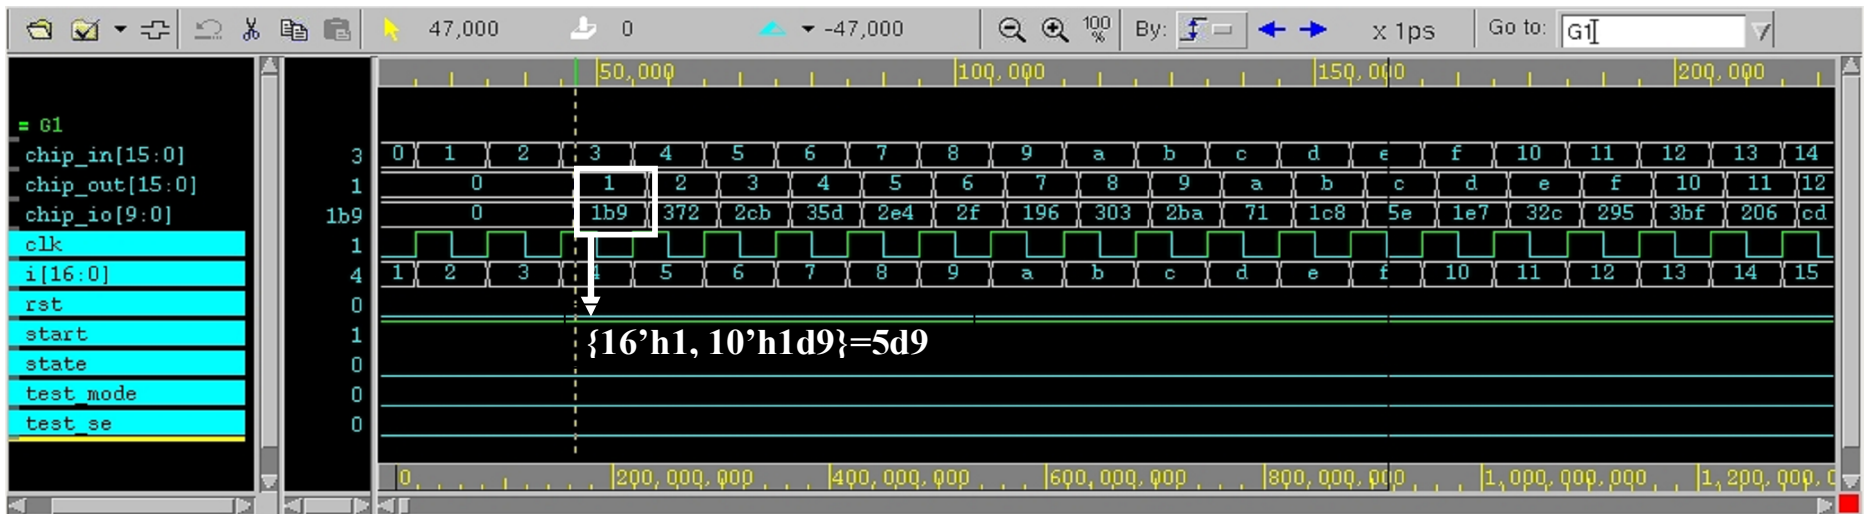 47,000 0 -47,000 100 % By: x 1ps Go to: G1
50,000 100,000 150,000 200,000
= G1
chip_in[15:0] 3 0 1 2 3 4 5 6 7 8 9 a b c d e f 10 11 12 13 14
chip_out[15:0] 1 0 1 2 3 4 5 6 7 8 9 a b c d e f 10 11 12
chip_io[9:0] 1b9 0 1b9 372 2cb 35d 2e4 2f 196 303 2ba 71 1c8 5e 1e7 32c 295 3bf 206 cd
clk 1
i[16:0] 4 1 2 3 4 5 6 7 8 9 a b c d e f 10 11 12 13 14 15
rst 0
start 1
{16’h1, 10’h1d9}=5d9
state 0
test_mode 0
test_se 0
0 200,000,000 400,000,000 600,000,000 800,000,000 1,000,000,000 1,200,000,0